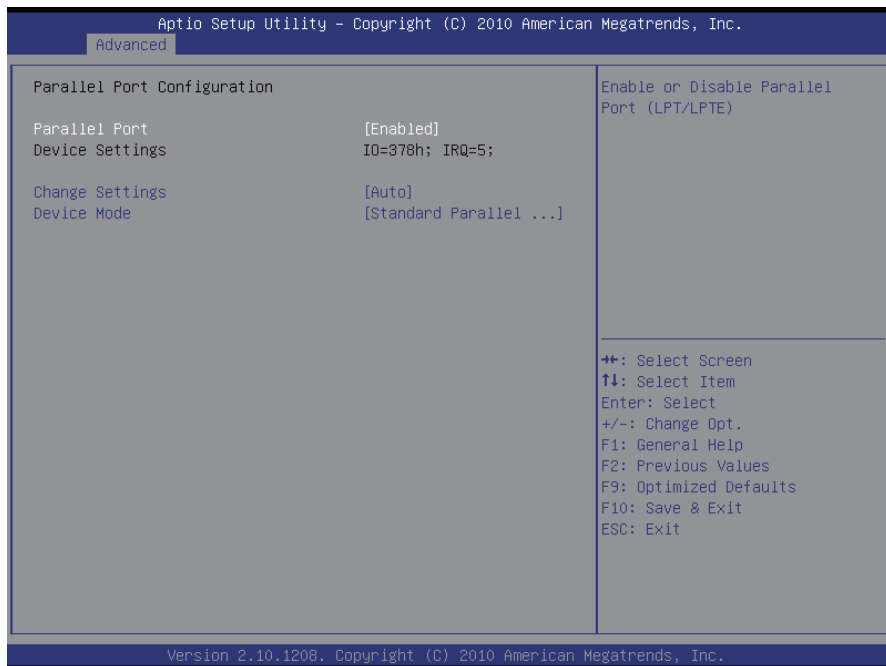 Aptio Setup Utility – Copyright (C) 2010 American Megatrends, Inc.
Advanced
Parallel Port Configuration
Parallel Port [Enabled]
Device Settings IO=378h; IRQ=5;
Change Settings [Auto]
Device Mode [Standard Parallel ...]
Enable or Disable Parallel
Port (LPT/LPTE)
→←: Select Screen
↑↓: Select Item
Enter: Select
+/-: Change Opt.
F1: General Help
F2: Previous Values
F9: Optimized Defaults
F10: Save & Exit
ESC: Exit
Version 2.10.1208. Copyright (C) 2010 American Megatrends, Inc.